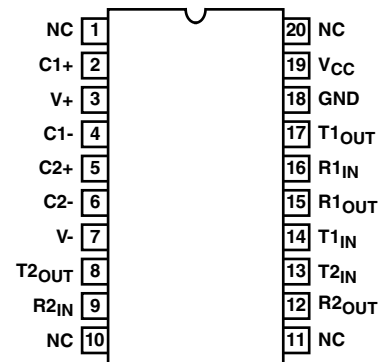 NC 1 20 NC
C1+ 2 19 VCC
V+ 3 18 GND
C1- 4 17 T1OUT
C2+ 5 16 R1IN
C2- 6 15 R1OUT
V- 7 14 T1IN
T2OUT 8 13 T2IN
R2IN 9 12 R2OUT
NC 10 11 NC